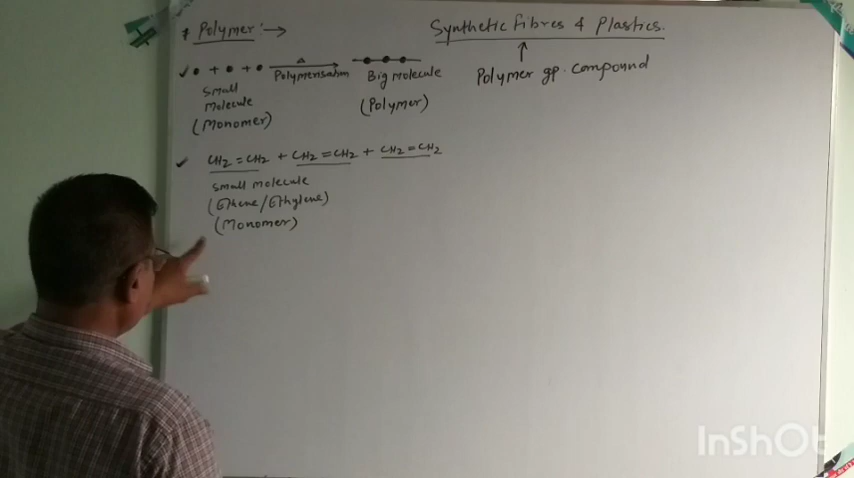 * Polymer :→
Synthetic Fibres & Plastics.
↑
Polymer gp. compound
✓ • + • + • Δ Polymerisation → •••
Small Molecule
(Monomer)
Big molecule
(Polymer)
✓ CH2 = CH2 + CH2 = CH2 + CH2 = CH2
Small molecule
(Ethene/Ethylene)
(Monomer)
InShOt